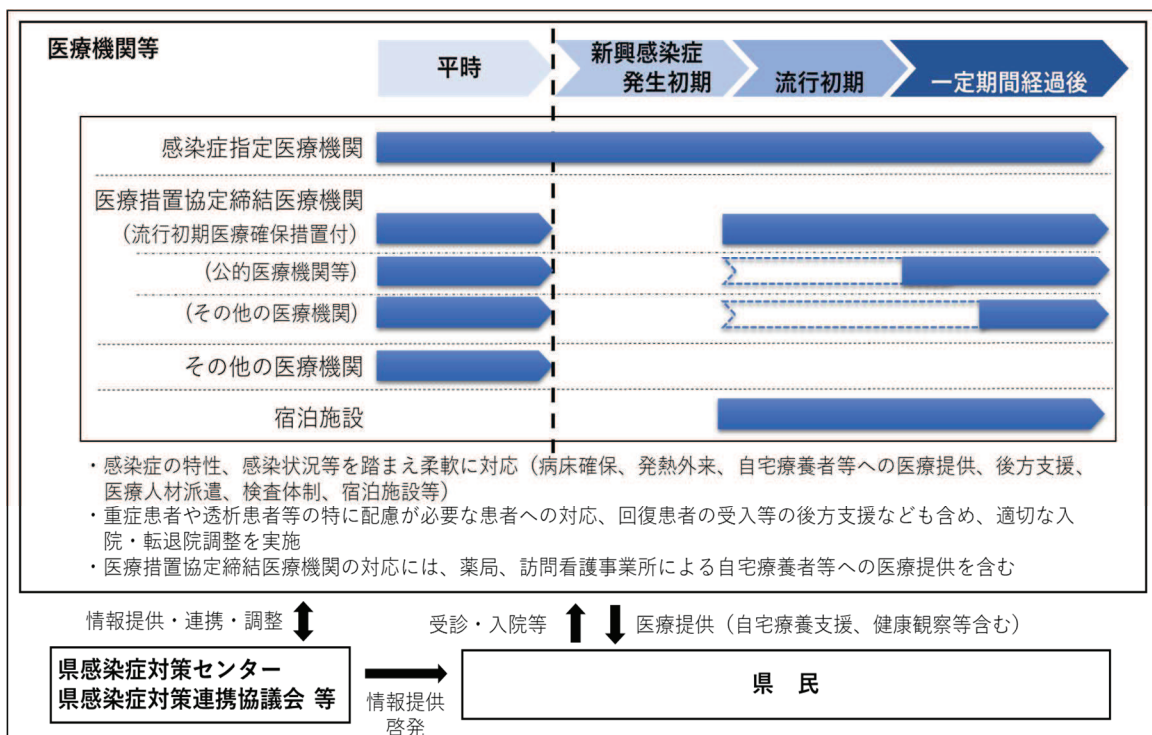 医療機関等
平時
新興感染症
発生初期
流行初期
一定期間経過後
感染症指定医療機関
医療措置協定締結医療機関
(流行初期医療確保措置付)
(公的医療機関等)
(その他の医療機関)
その他の医療機関
宿泊施設
・感染症の特性、感染状況等を踏まえ柔軟に対応（病床確保、発熱外来、自宅療養者等への医療提供、後方支援、
医療人材派遣、検査体制、宿泊施設等）
・重症患者や透析患者等の特に配慮が必要な患者への対応、回復患者の受入等の後方支援なども含め、適切な入
院・転退院調整を実施
・医療措置協定締結医療機関の対応には、薬局、訪問看護事業所による自宅療養者等への医療提供を含む
情報提供・連携・調整
受診・入院等
医療提供（自宅療養支援、健康観察等含む）
県感染症対策センター
県感染症対策連携協議会 等
情報提供
啓発
県　民